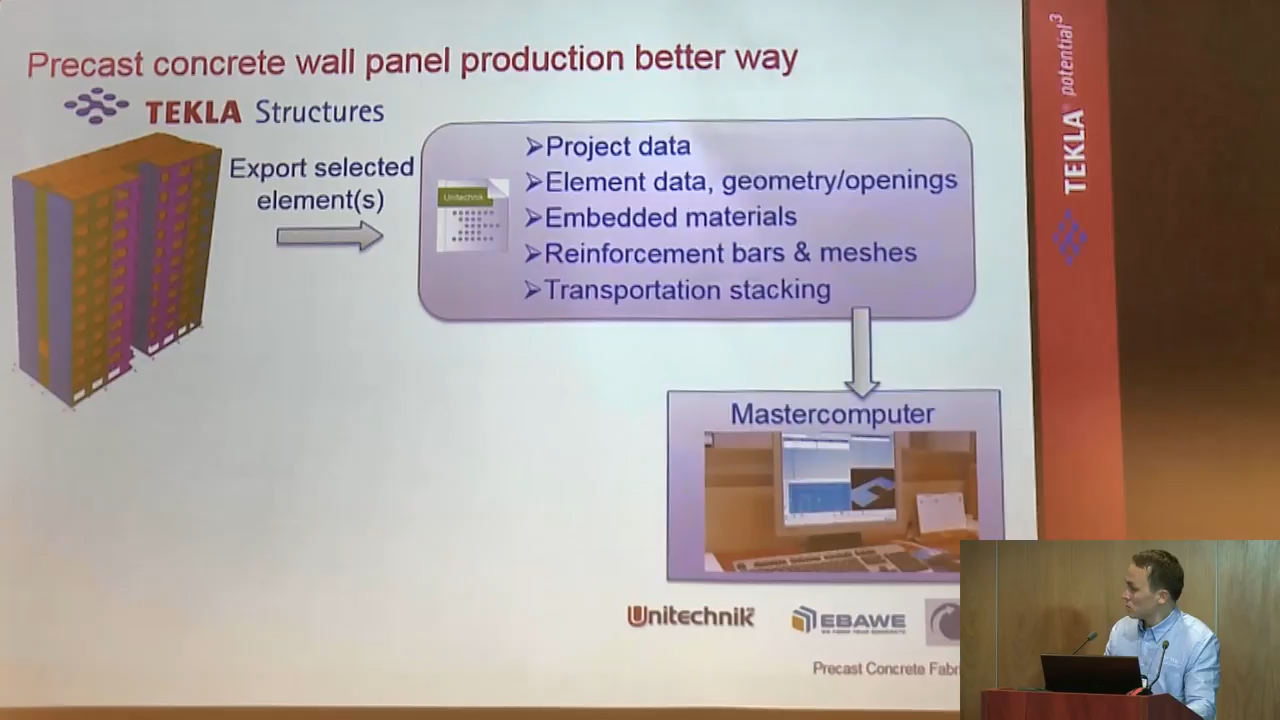 Precast concrete wall panel production better way
TEKLA Structures
Export selected
element(s)
Unitechnik
➢Project data
➢Element data, geometry/openings
➢Embedded materials
➢Reinforcement bars & meshes
➢Transportation stacking
Mastercomputer
Unitechnik
EBAWE
Precast Concrete Fabri
TEKLA® potential³